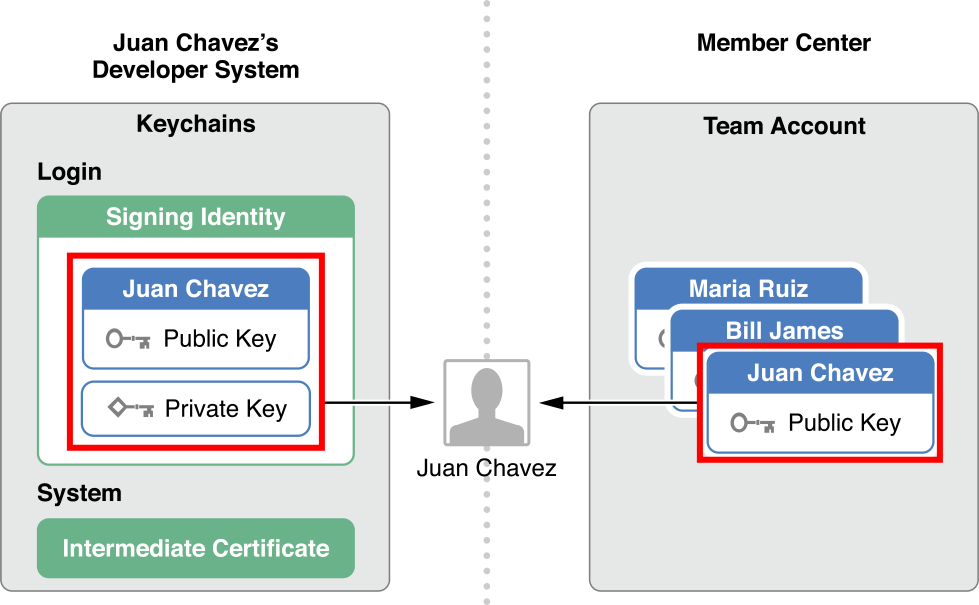 Juan Chavez's
Developer System
Keychains
Login
Signing Identity
Juan Chavez
Public Key
Private Key
System
Intermediate Certificate
Juan Chavez
Member Center
Team Account
Maria Ruiz
Bill James
Juan Chavez
Public Key